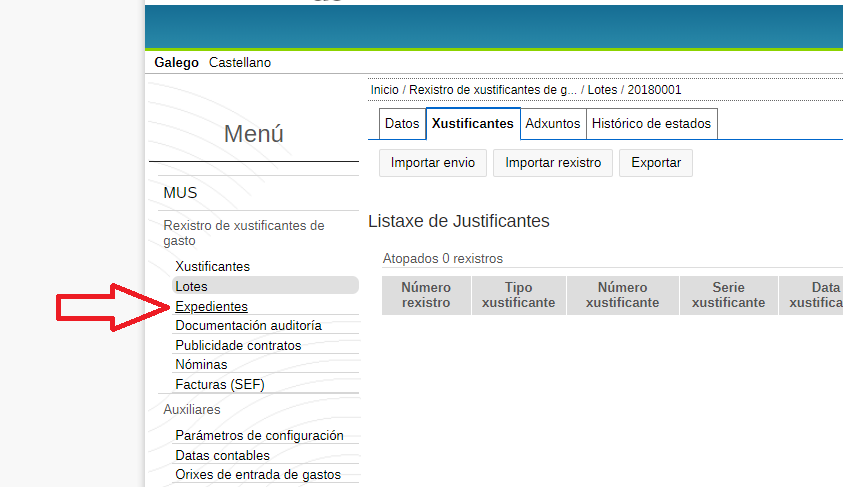 Galego Castellano
Inicio / Rexistro de xustificantes de g... / Lotes / 20180001
Datos Xustificantes Adxuntos Histórico de estados
Importar envio Importar rexistro Exportar
Menú
MUS
Rexistro de xustificantes de
gasto
Xustificantes
Lotes
Expedientes
Documentación auditoría
Publicidade contratos
Nóminas
Facturas (SEF)
Auxiliares
Parámetros de configuración
Datas contables
Orixes de entrada de gastos
Listaxe de Justificantes
Atopados 0 rexistros
Número rexistro
Tipo xustificante
Número xustificante
Serie xustificante
Data xustifica